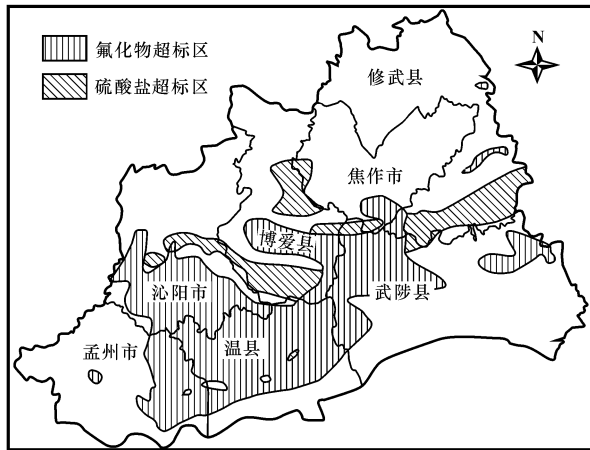 氟化物超标区
硫酸盐超标区
N
修武县
焦作市
博爱县
沁阳市
武陟县
孟州市
温县